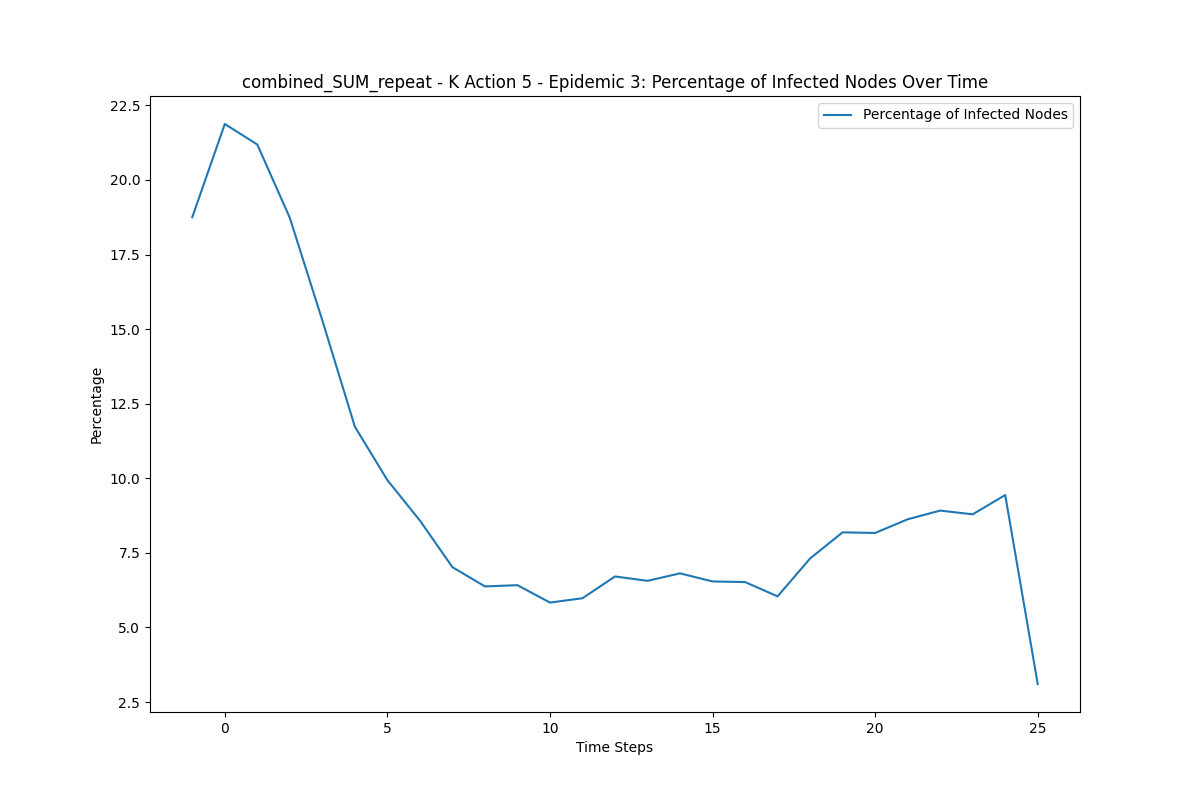 combined_SUM_repeat - K Action 5 - Epidemic 3: Percentage of Infected Nodes Over Time
Percentage of Infected Nodes
22.5
20.0
17.5
15.0
12.5
10.0
7.5
5.0
2.5
Percentage
0 5 10 15 20 25
Time Steps